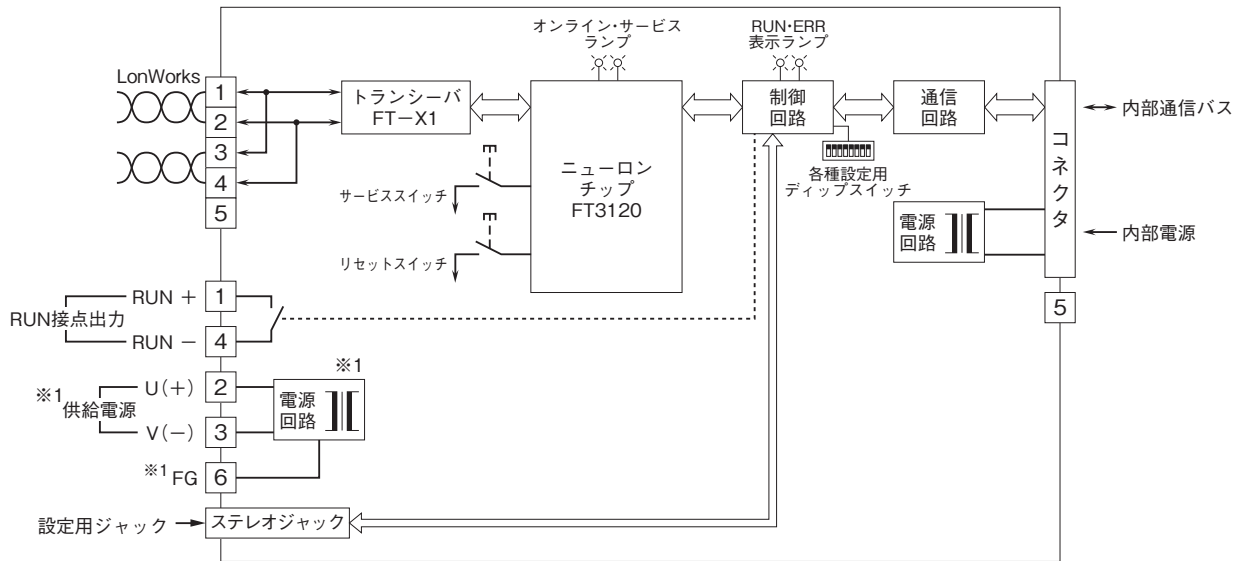 オンライン・サービス
ランプ
RUN・ERR
表示ランプ
LonWorks
1
2
3
4
5
トランシーバ
FT－X1
ニューロン
チップ
FT3120
制御
回路
通信
回路
コネクタ
内部通信バス
各種設定用
ディップスイッチ
サービススイッチ
リセットスイッチ
電源
回路
内部電源
5
RUN接点出力
RUN ＋
1
RUN －
4
※1
供給電源
U（＋）
2
V（－）
3
※1
電源
回路
※1 FG
6
設定用ジャック
ステレオジャック